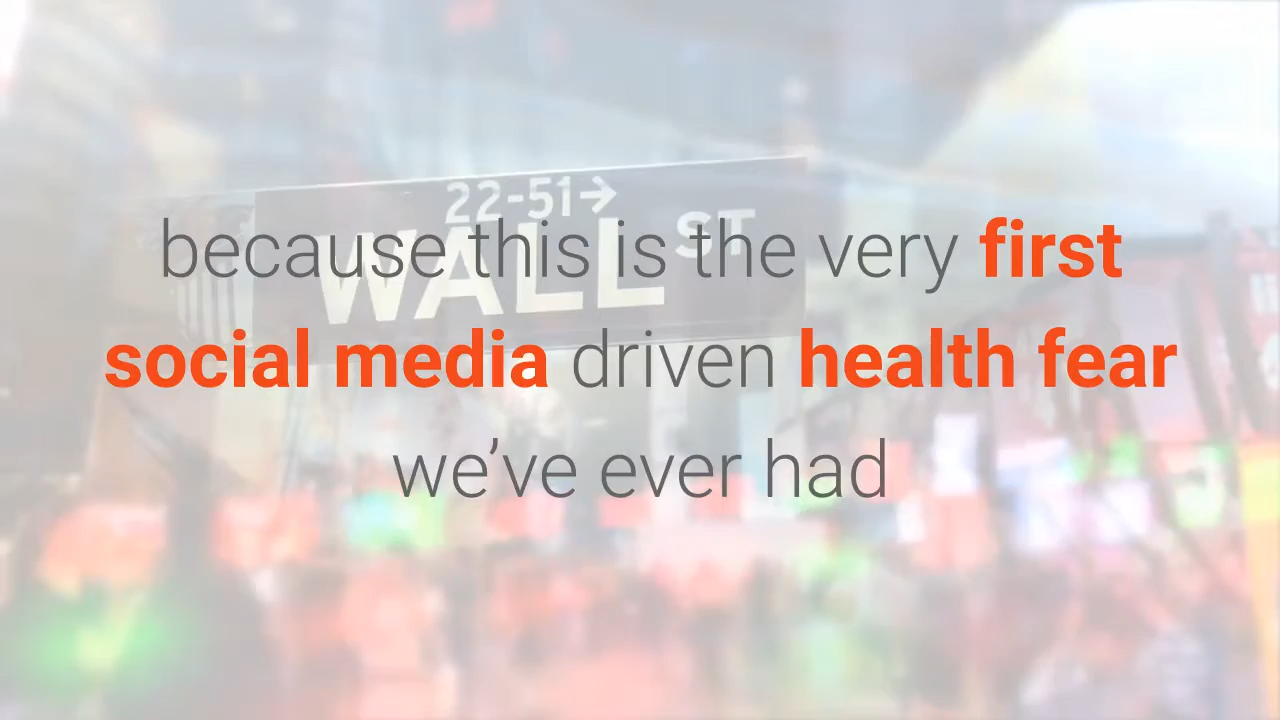 22-51→
WALL ST
because this is the very first
social media driven health fear
we’ve ever had